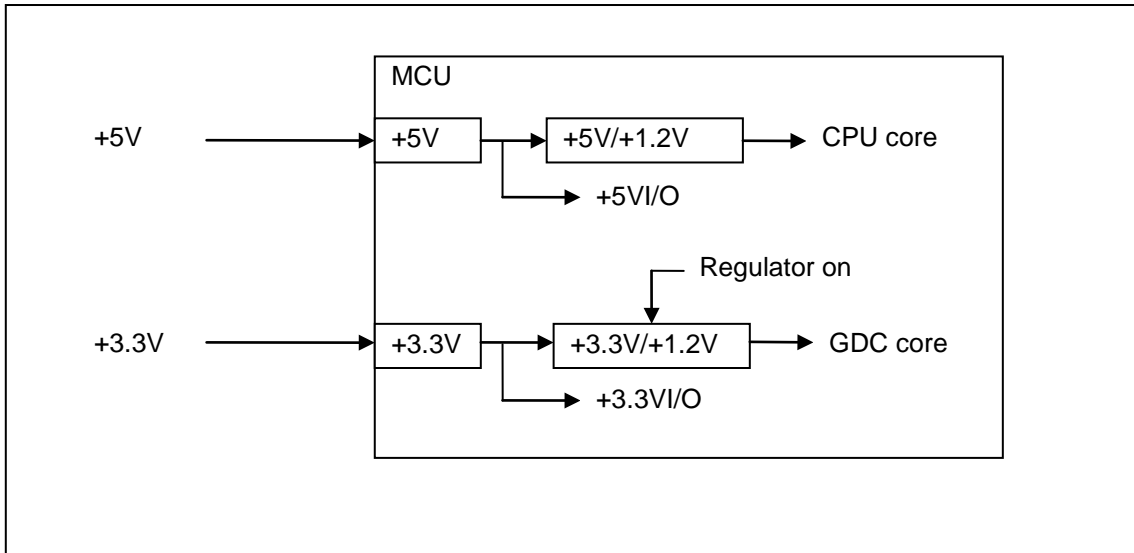 MCU
+5V
+5V
+5V/+1.2V
CPU core
+5VI/O
Regulator on
+3.3V
+3.3V
+3.3V/+1.2V
GDC core
+3.3VI/O